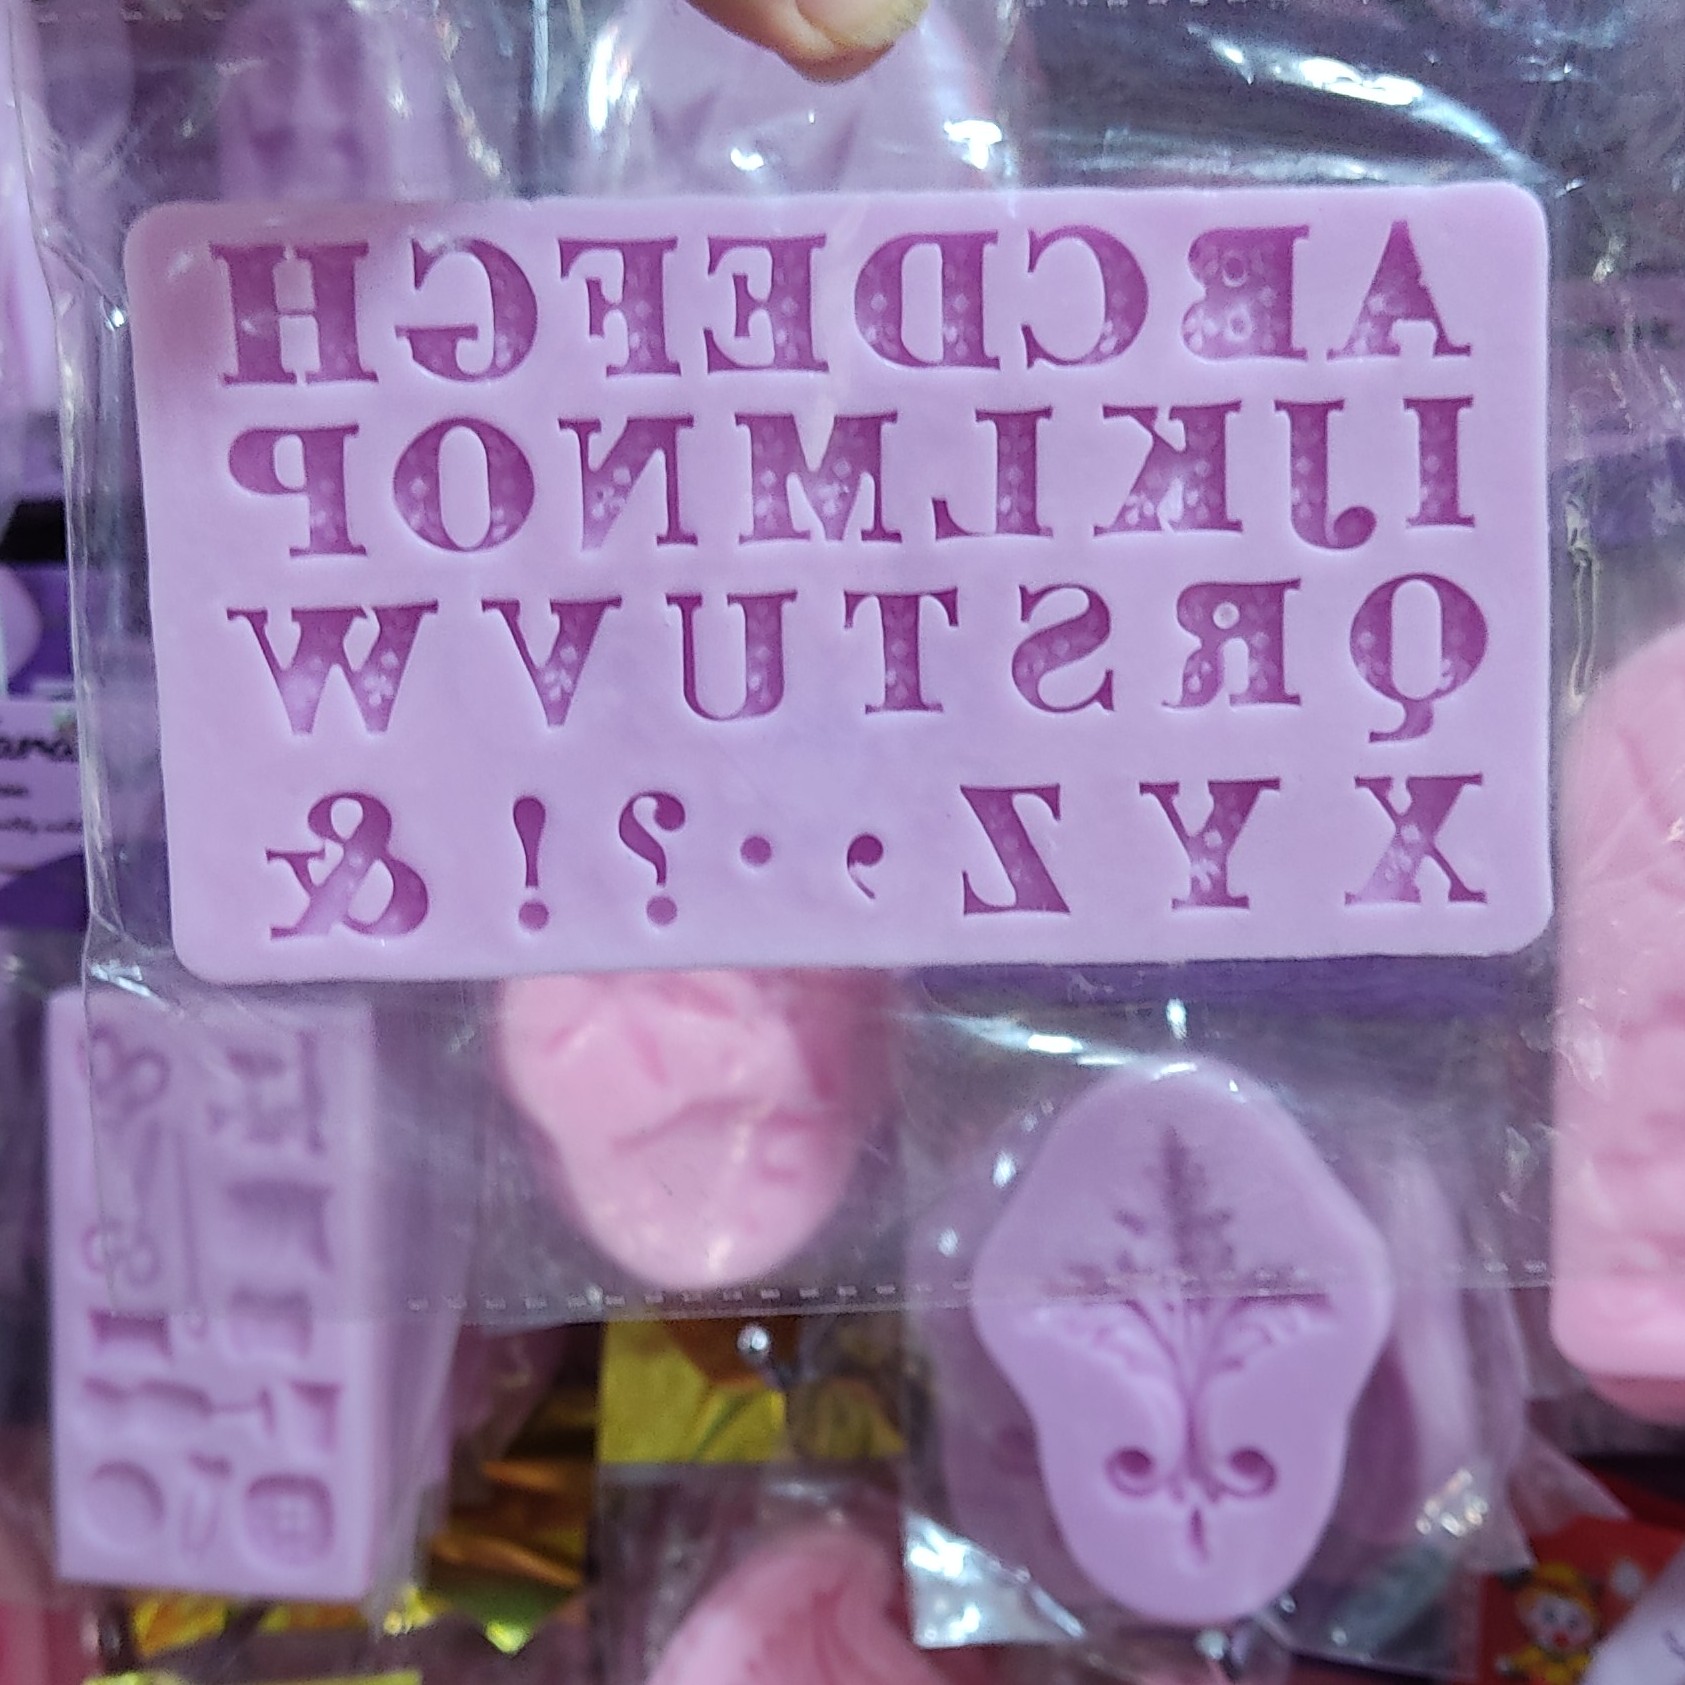 ABCDEFGH
IJKLMNOP
QRSTUVW
XYZ,.?!&